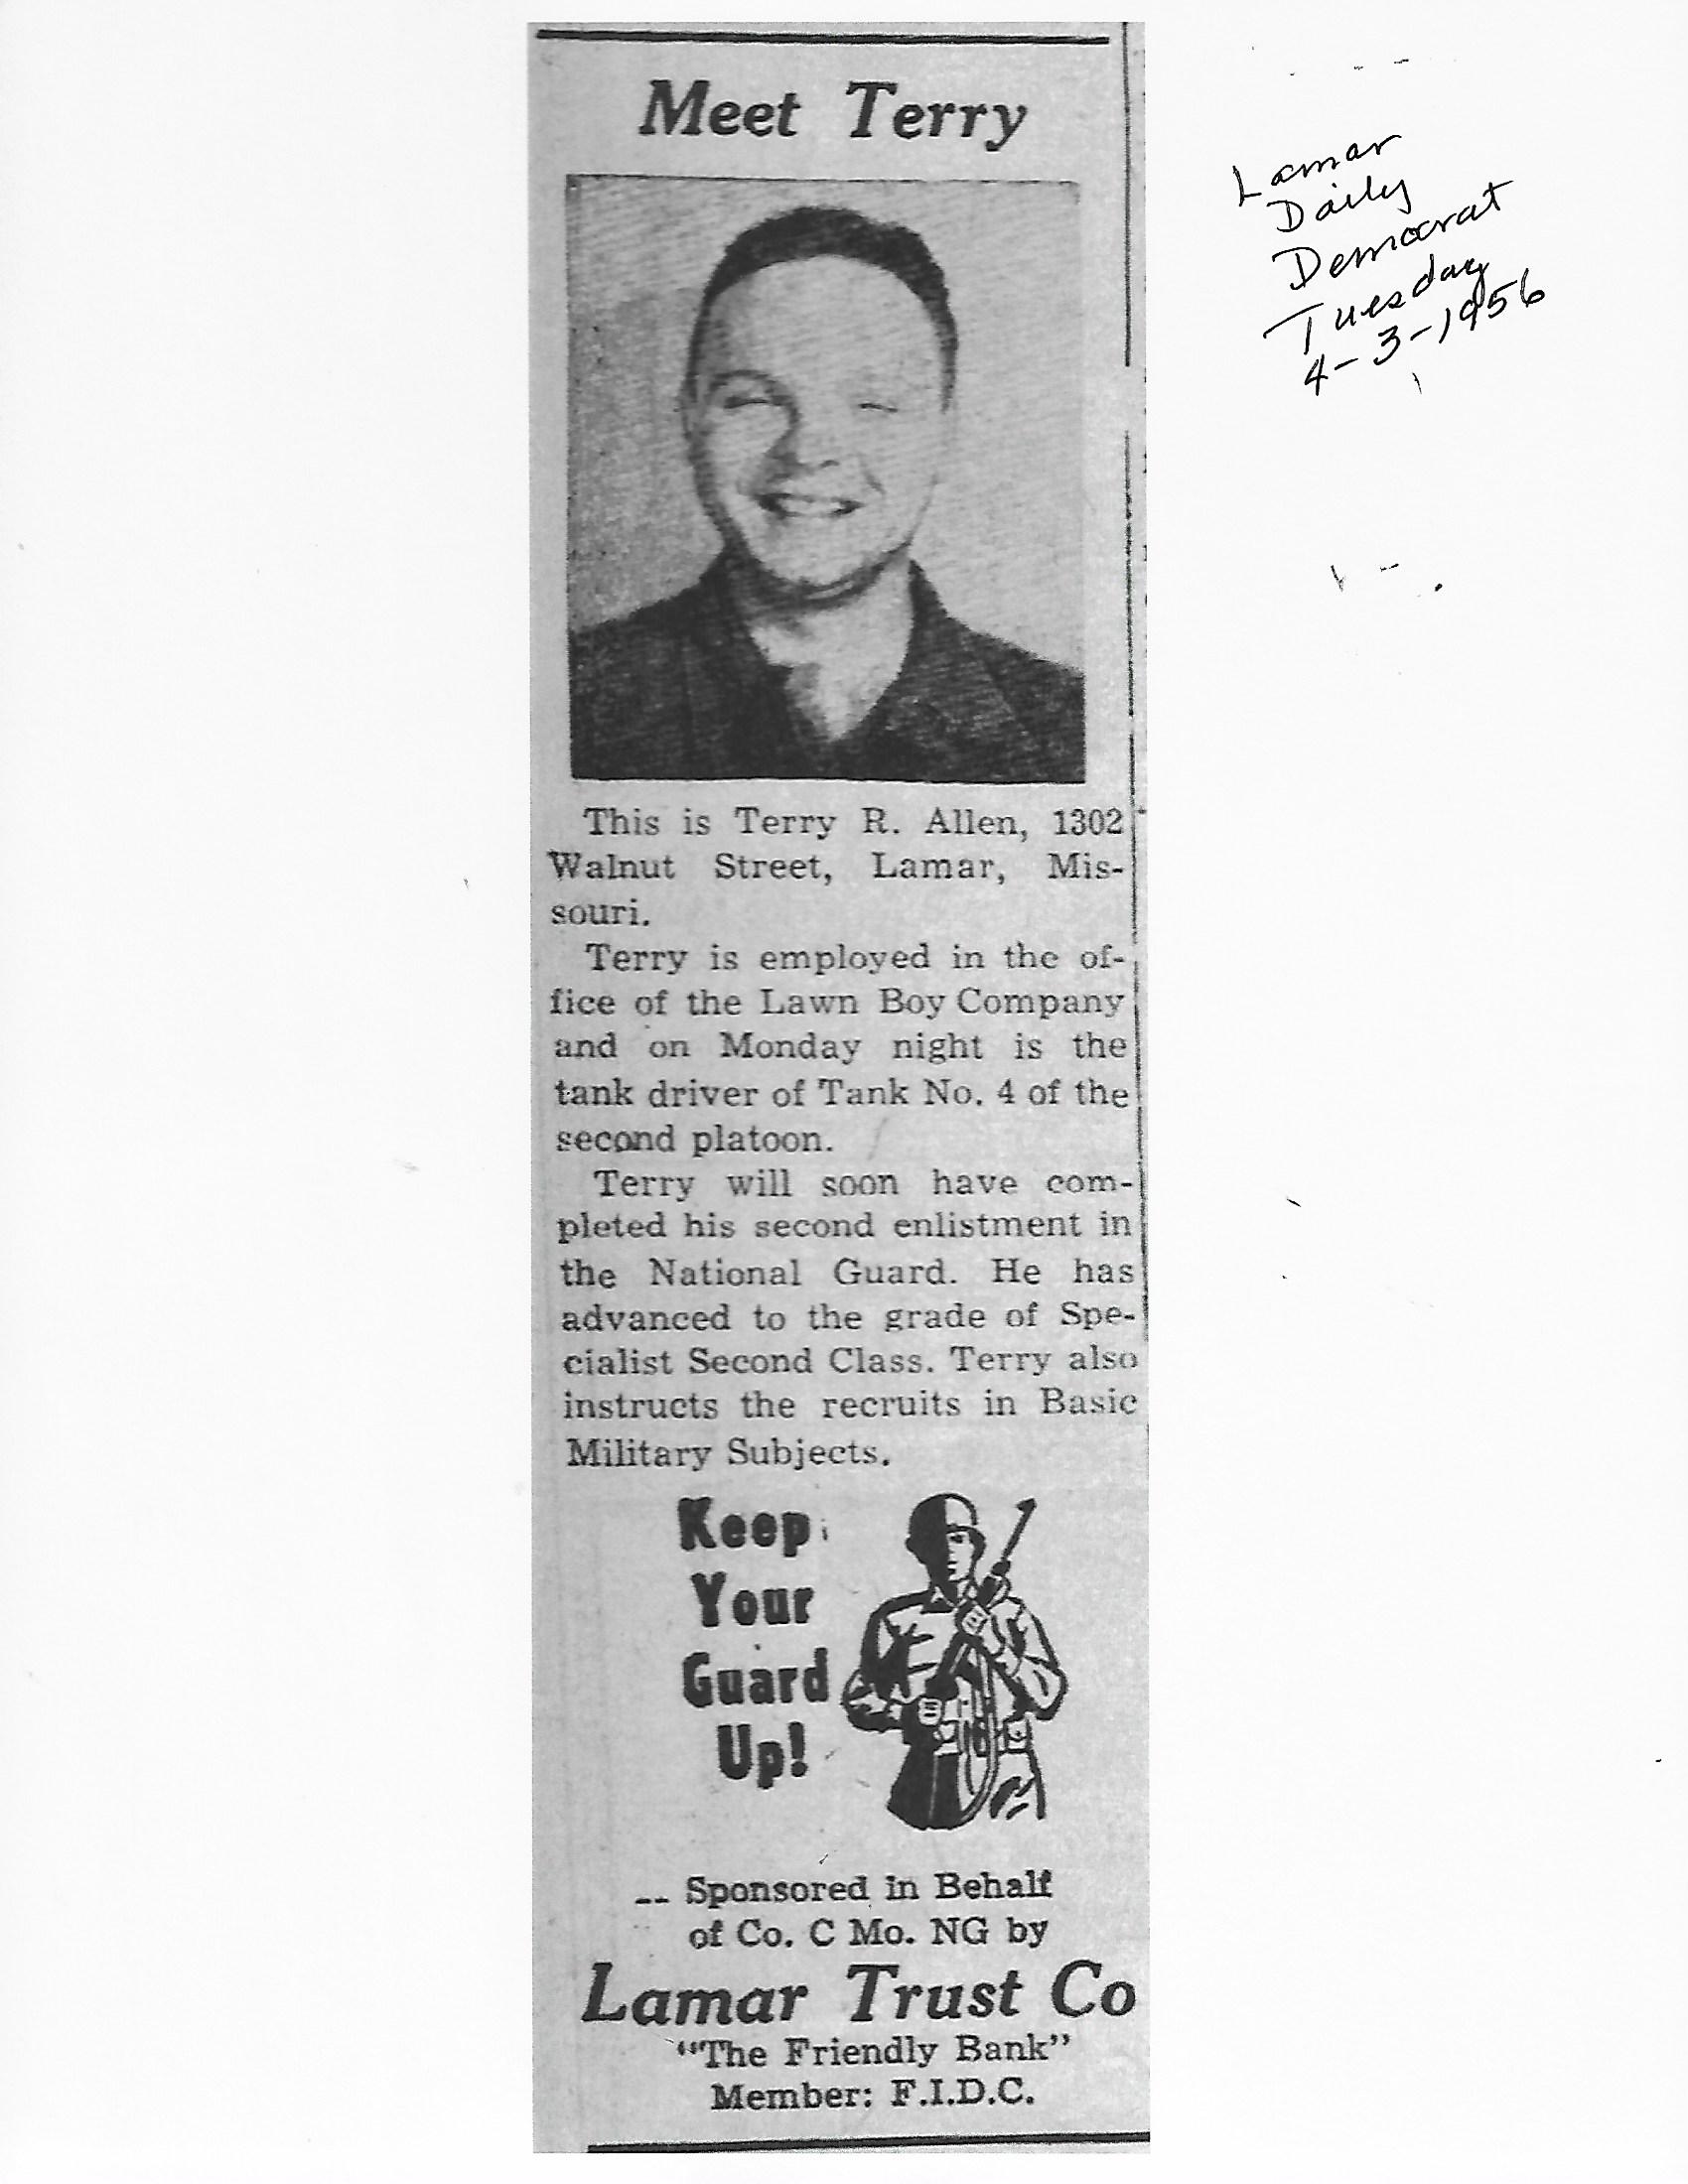 Meet Terry
Lamar
Daily
Democrat
Tuesday
4-3-1956
This is Terry R. Allen, 1302
Walnut Street, Lamar, Mis-
souri.
Terry is employed in the of-
fice of the Lawn Boy Company
and on Monday night is the
tank driver of Tank No. 4 of the
second platoon.
Terry will soon have com-
pleted his second enlistment in
the National Guard. He has
advanced to the grade of Spe-
cialist Second Class. Terry also
instructs the recruits in Basic
Military Subjects.
Keep
Your
Guard
Up!
-- Sponsored in Behalf
of Co. C Mo. NG by
Lamar Trust Co
"The Friendly Bank"
Member: F.I.D.C.